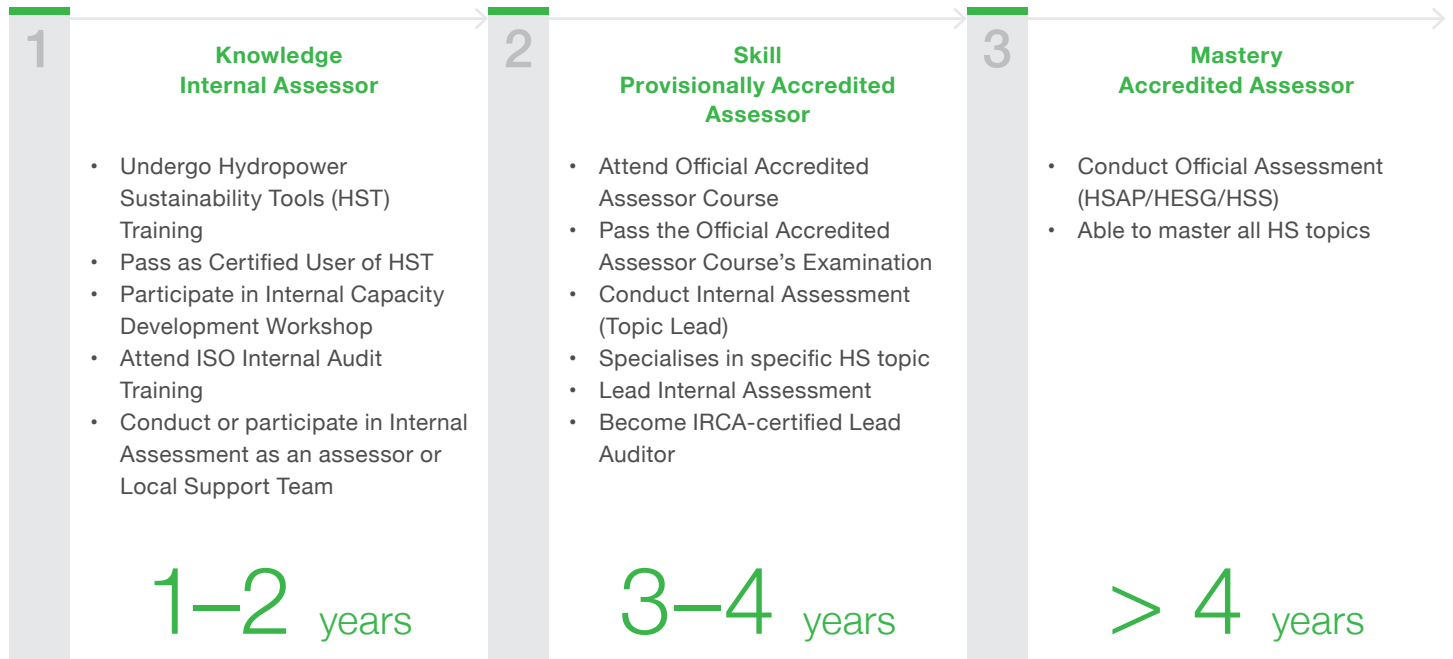 1
Knowledge
Internal Assessor
• Undergo Hydropower
Sustainability Tools (HST)
Training
• Pass as Certified User of HST
• Participate in Internal Capacity
Development Workshop
• Attend ISO Internal Audit
Training
• Conduct or participate in Internal
Assessment as an assessor or
Local Support Team
1–2 years
2
Skill
Provisionally Accredited
Assessor
• Attend Official Accredited
Assessor Course
• Pass the Official Accredited
Assessor Course's Examination
• Conduct Internal Assessment
(Topic Lead)
• Specialises in specific HS topic
• Lead Internal Assessment
• Become IRCA-certified Lead
Auditor
3–4 years
3
Mastery
Accredited Assessor
• Conduct Official Assessment
(HSAP/HESG/HSS)
• Able to master all HS topics
> 4 years